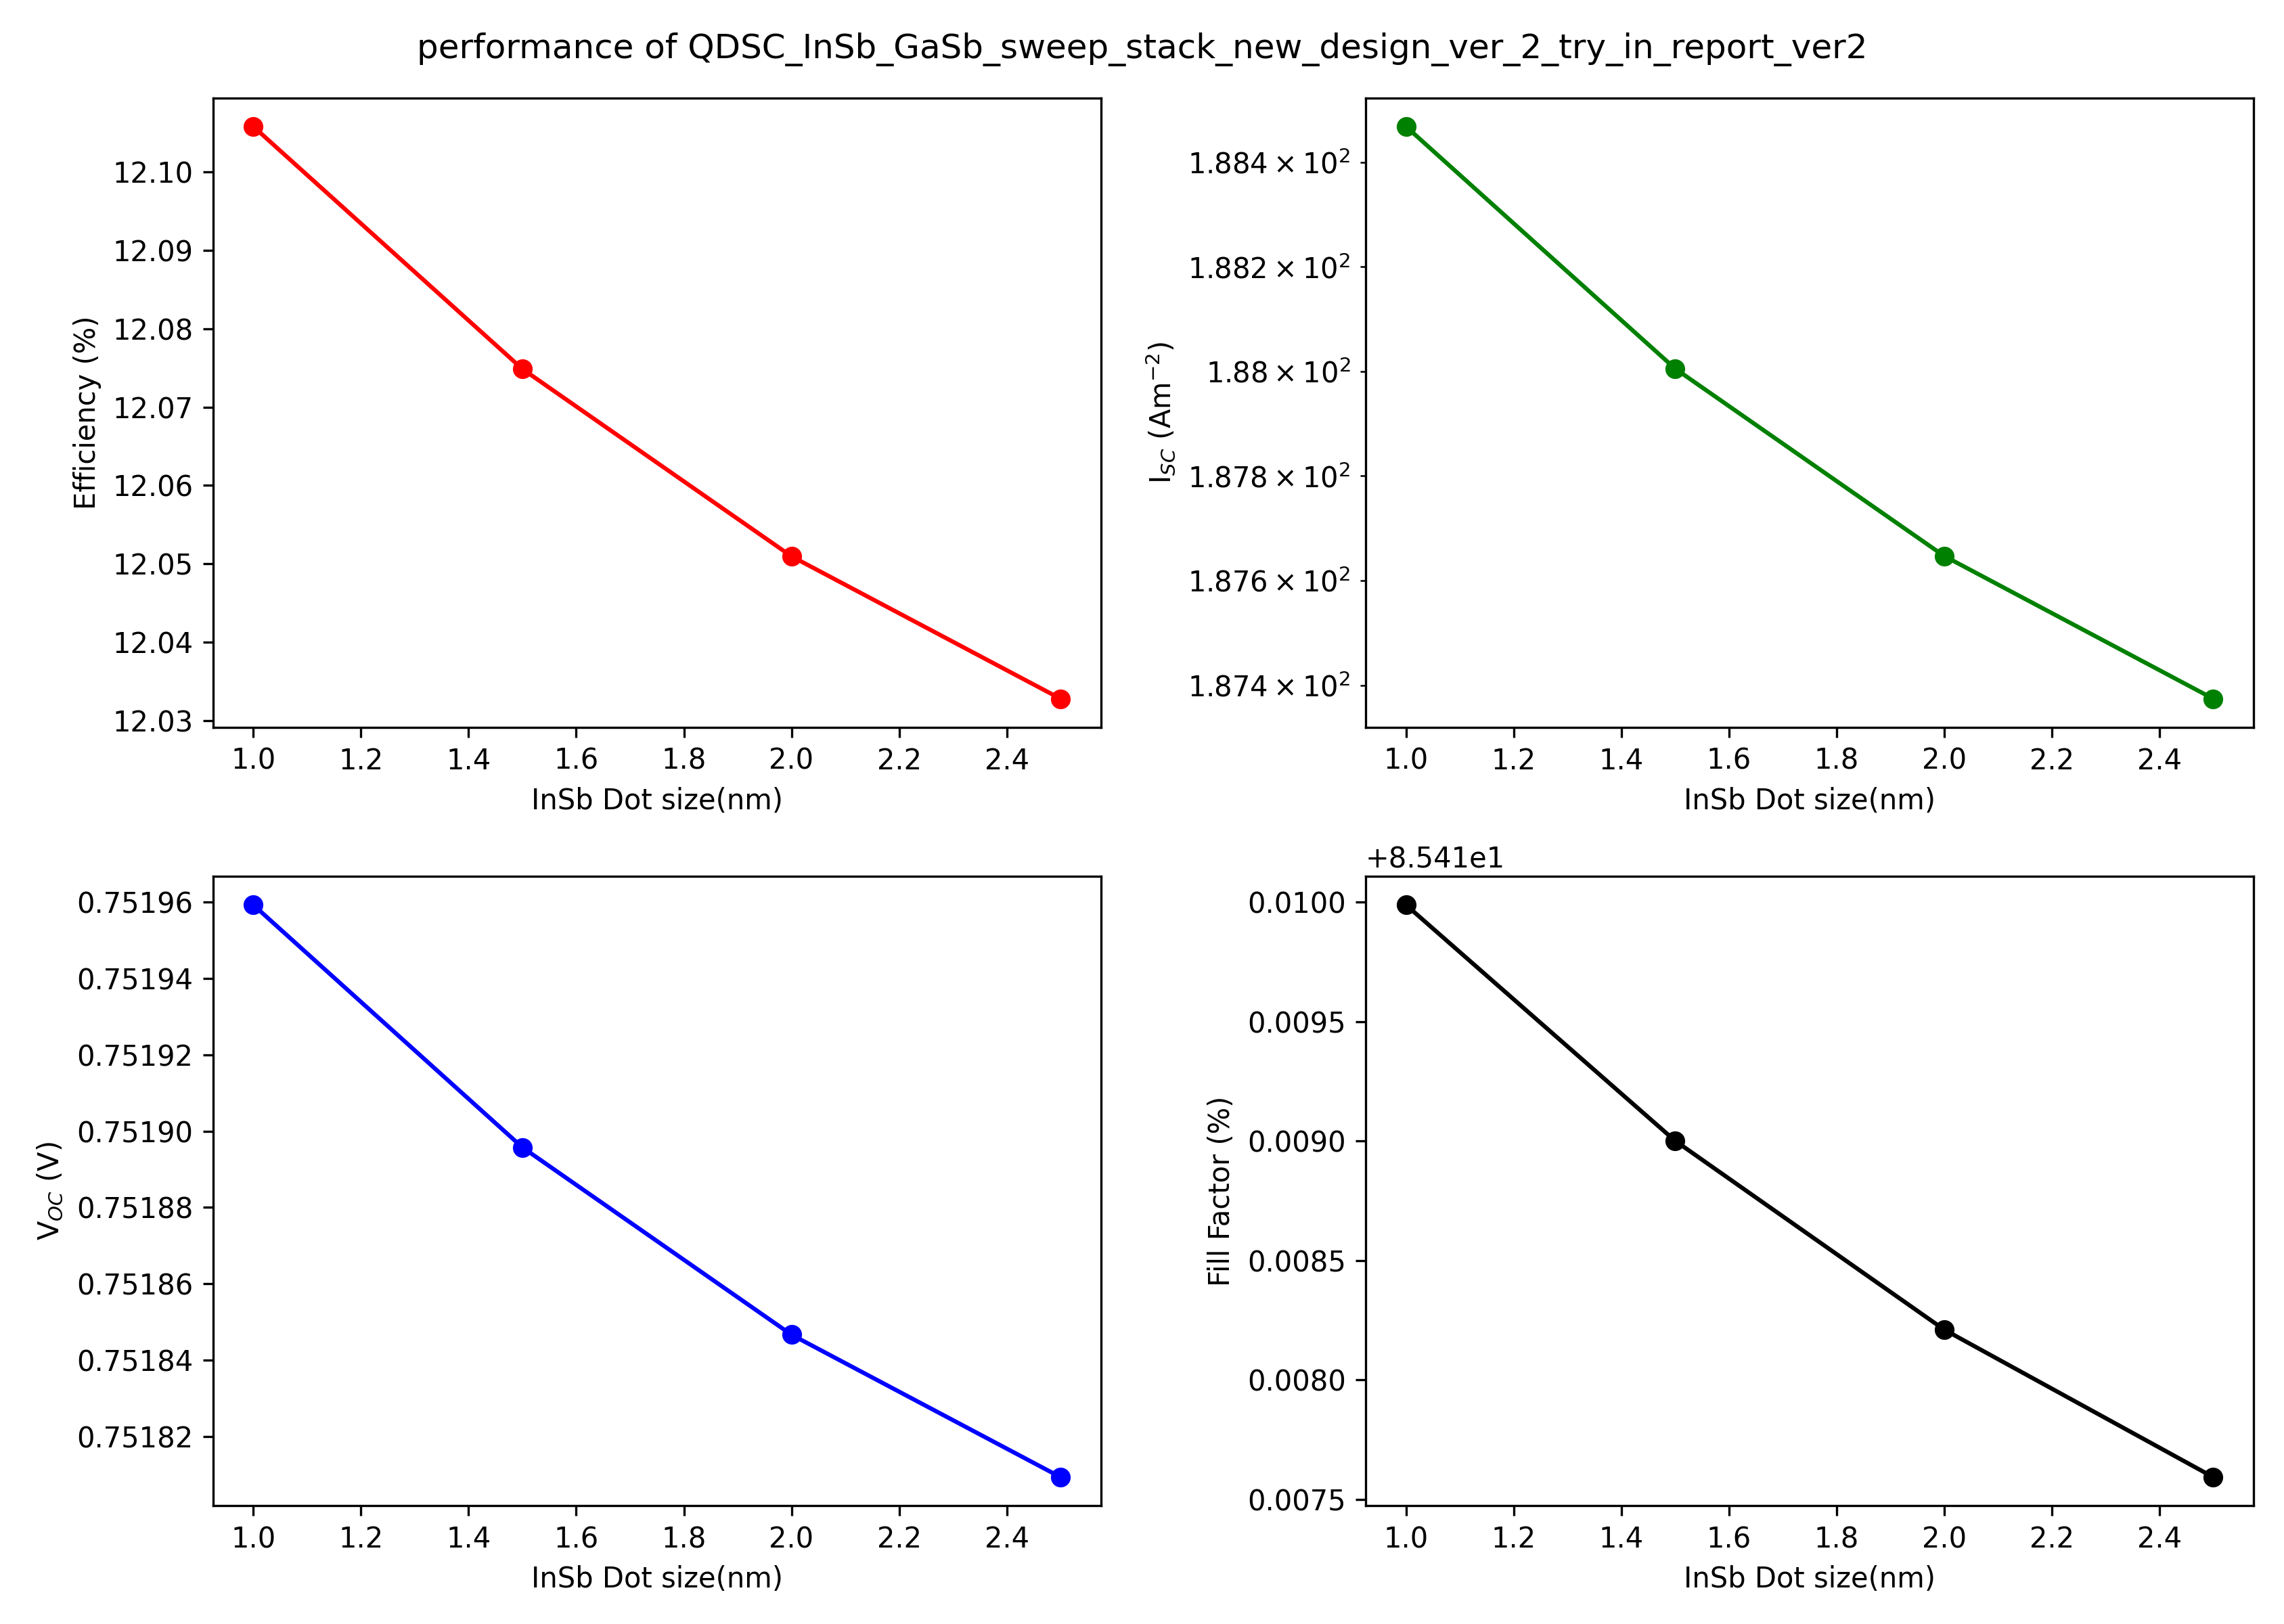 performance of QDSC_InSb_GaSb_sweep_stack_new_design_ver_2_try_in_report_ver2
12.10
12.09
12.08
12.07
12.06
12.05
12.04
12.03
Efficiency (%)
1.0 1.2 1.4 1.6 1.8 2.0 2.2 2.4
InSb Dot size(nm)
1.884 × 10²
1.882 × 10²
1.88 × 10²
1.878 × 10²
1.876 × 10²
1.874 × 10²
I_SC (Am⁻²)
1.0 1.2 1.4 1.6 1.8 2.0 2.2 2.4
InSb Dot size(nm)
0.75196
0.75194
0.75192
0.75190
0.75188
0.75186
0.75184
0.75182
V_OC (V)
1.0 1.2 1.4 1.6 1.8 2.0 2.2 2.4
InSb Dot size(nm)
+8.541e1
0.0100
0.0095
0.0090
0.0085
0.0080
0.0075
Fill Factor (%)
1.0 1.2 1.4 1.6 1.8 2.0 2.2 2.4
InSb Dot size(nm)